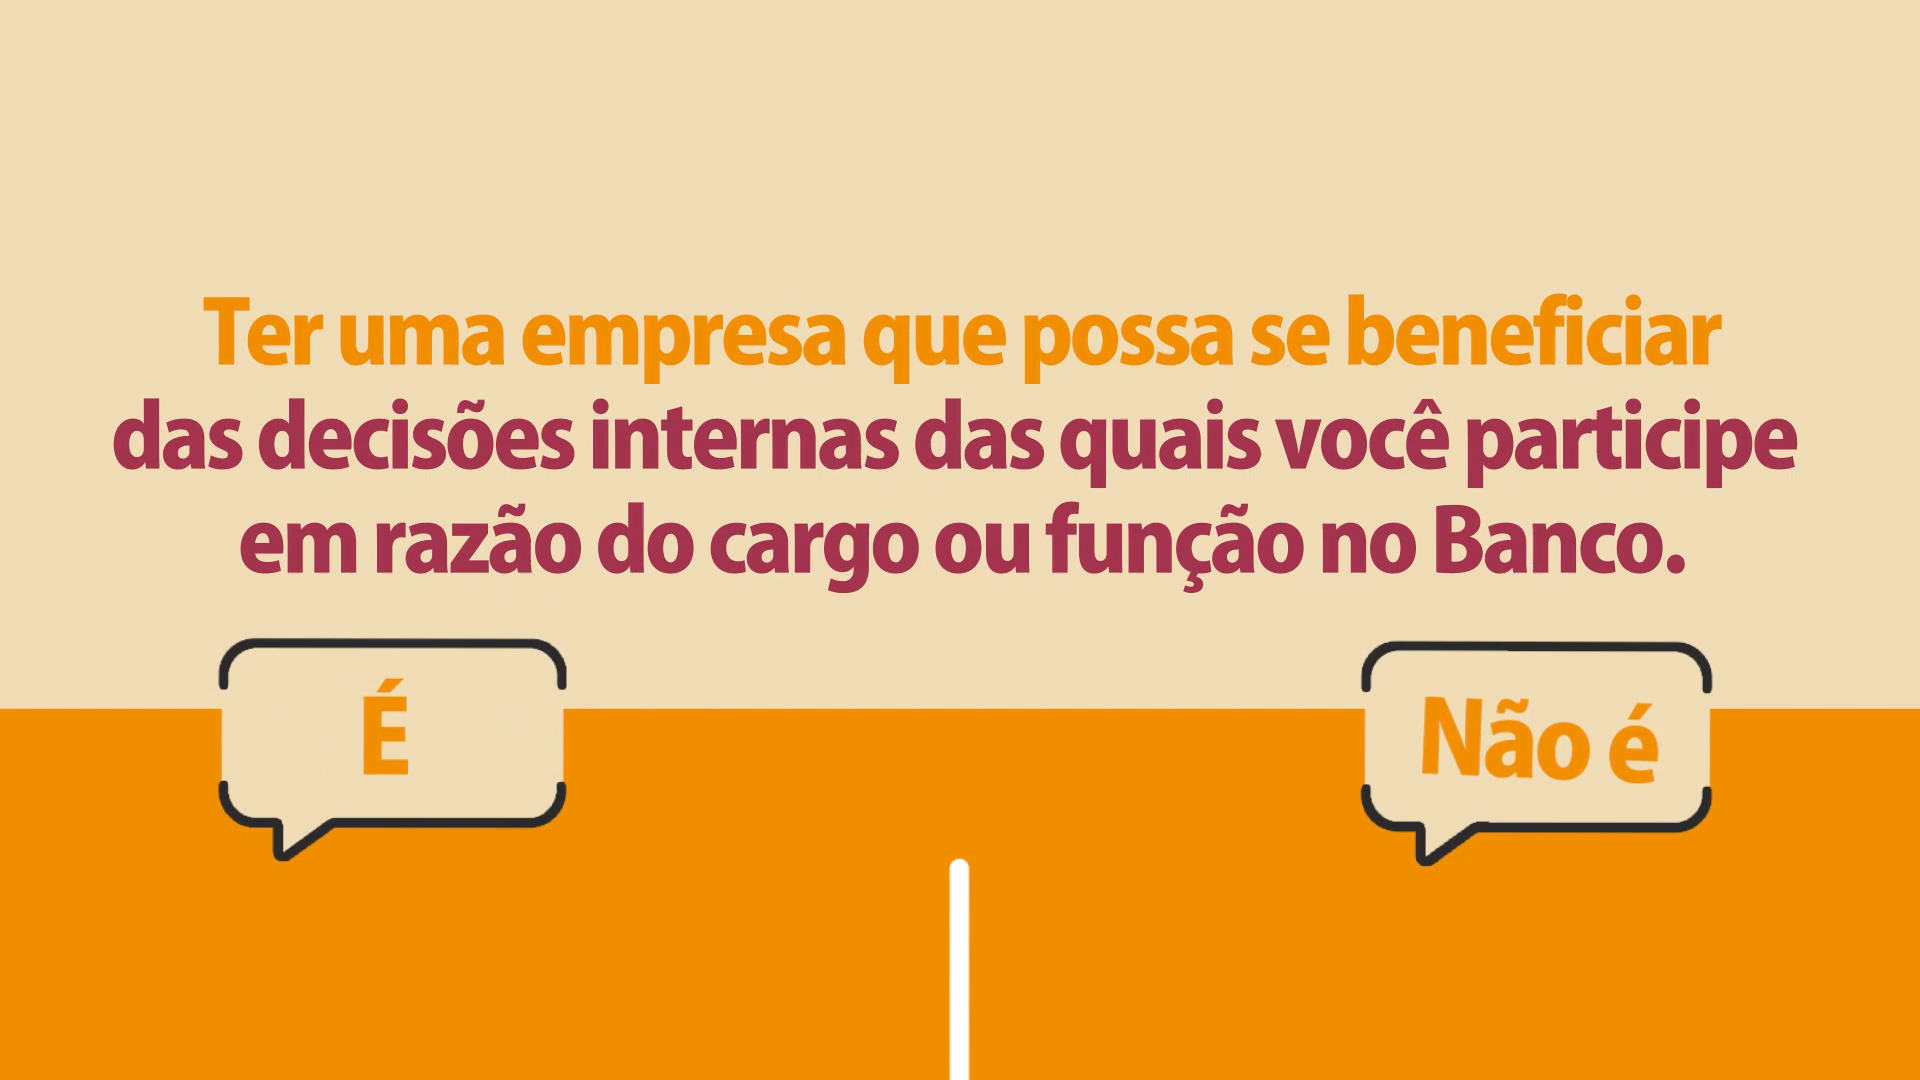 Ter uma empresa que possa se beneficiar
das decisões internas das quais você participe
em razão do cargo ou função no Banco.
É
Não é